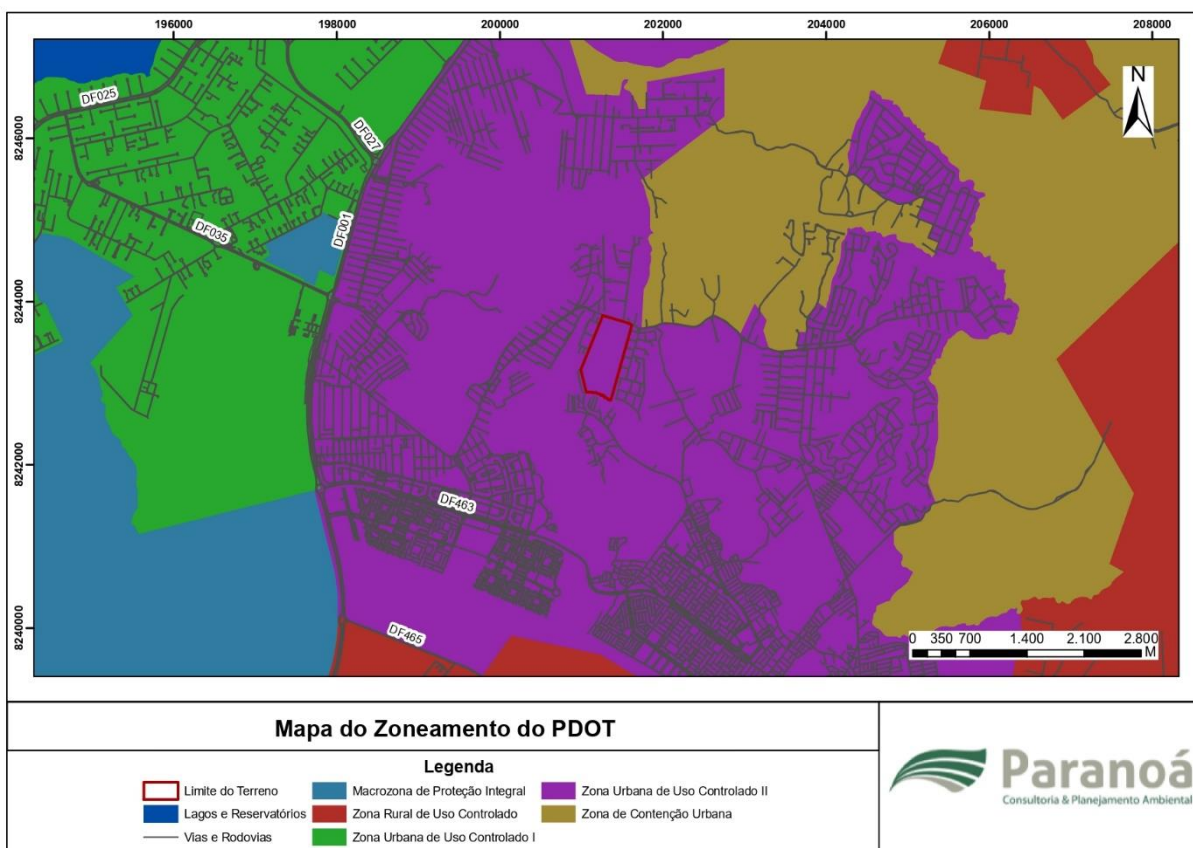 196000 198000 200000 202000 204000 206000 208000
8246000
8244000
8242000
8240000
DF025
DF027
DF001
DF035
DF463
DF465
N
0 350 700 1.400 2.100 2.800
M
Mapa do Zoneamento do PDOT
Legenda
Limite do Terreno
Lagos e Reservatórios
Vias e Rodovias
Macrozona de Proteção Integral
Zona Rural de Uso Controlado
Zona Urbana de Uso Controlado I
Zona Urbana de Uso Controlado II
Zona de Contenção Urbana
Paranoá
Consultoria & Planejamento Ambiental